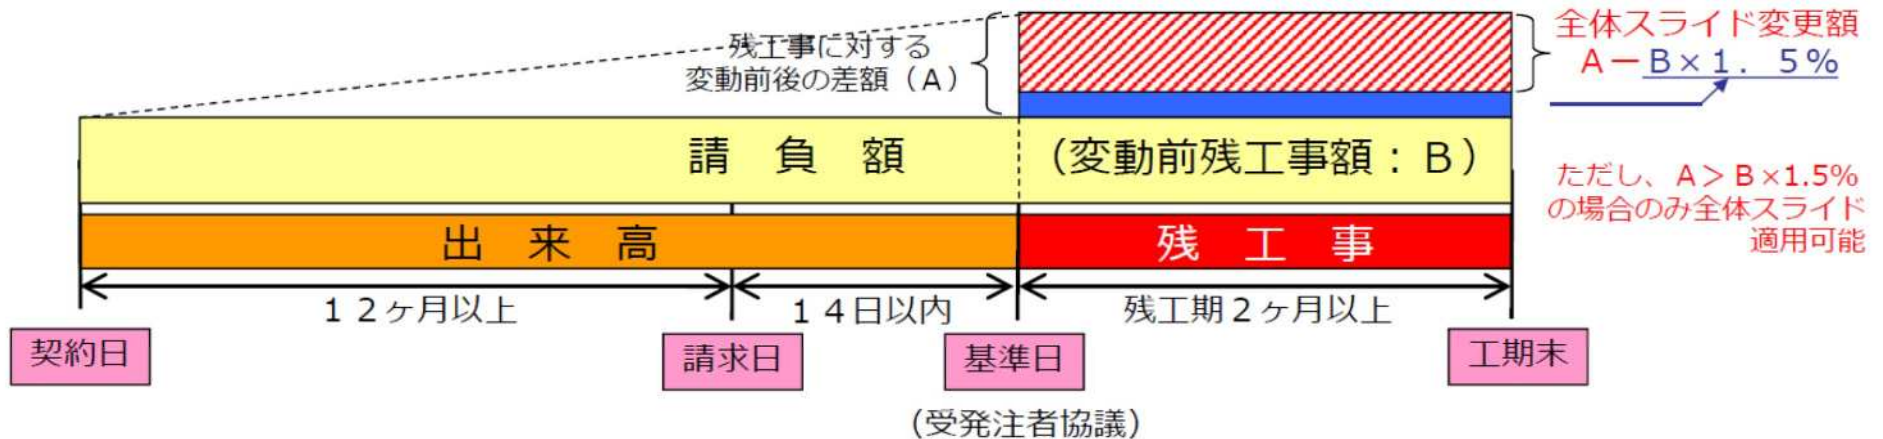 残工事に対する
変動前後の差額（A）
全体スライド変更額
A－B×１．５％
請　負　額
（変動前残工事額：B）
ただし、A＞B×1.5%
の場合のみ全体スライド
適用可能
出　来　高
残　工　事
１２ヶ月以上
１４日以内
残工期２ヶ月以上
契約日
請求日
基準日
工期末
（受発注者協議）